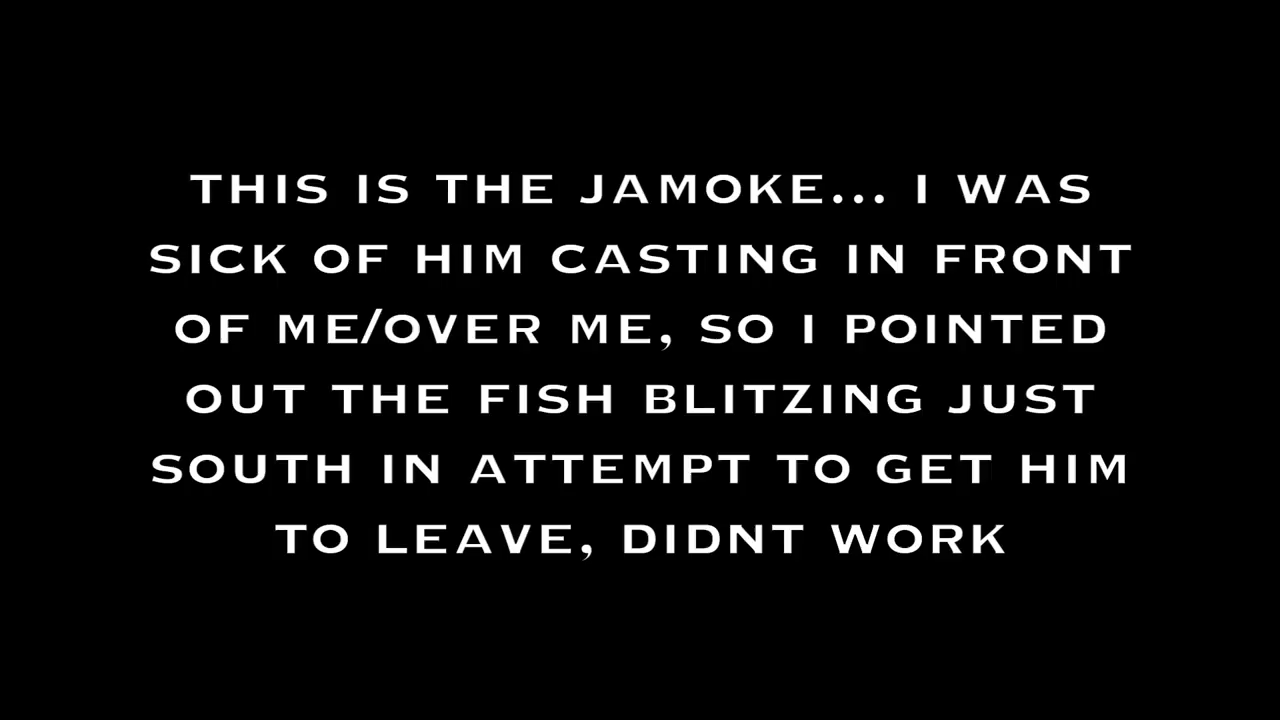 THIS IS THE JAMOKE... I WAS
SICK OF HIM CASTING IN FRONT
OF ME/OVER ME, SO I POINTED
OUT THE FISH BLITZING JUST
SOUTH IN ATTEMPT TO GET HIM
TO LEAVE, DIDNT WORK